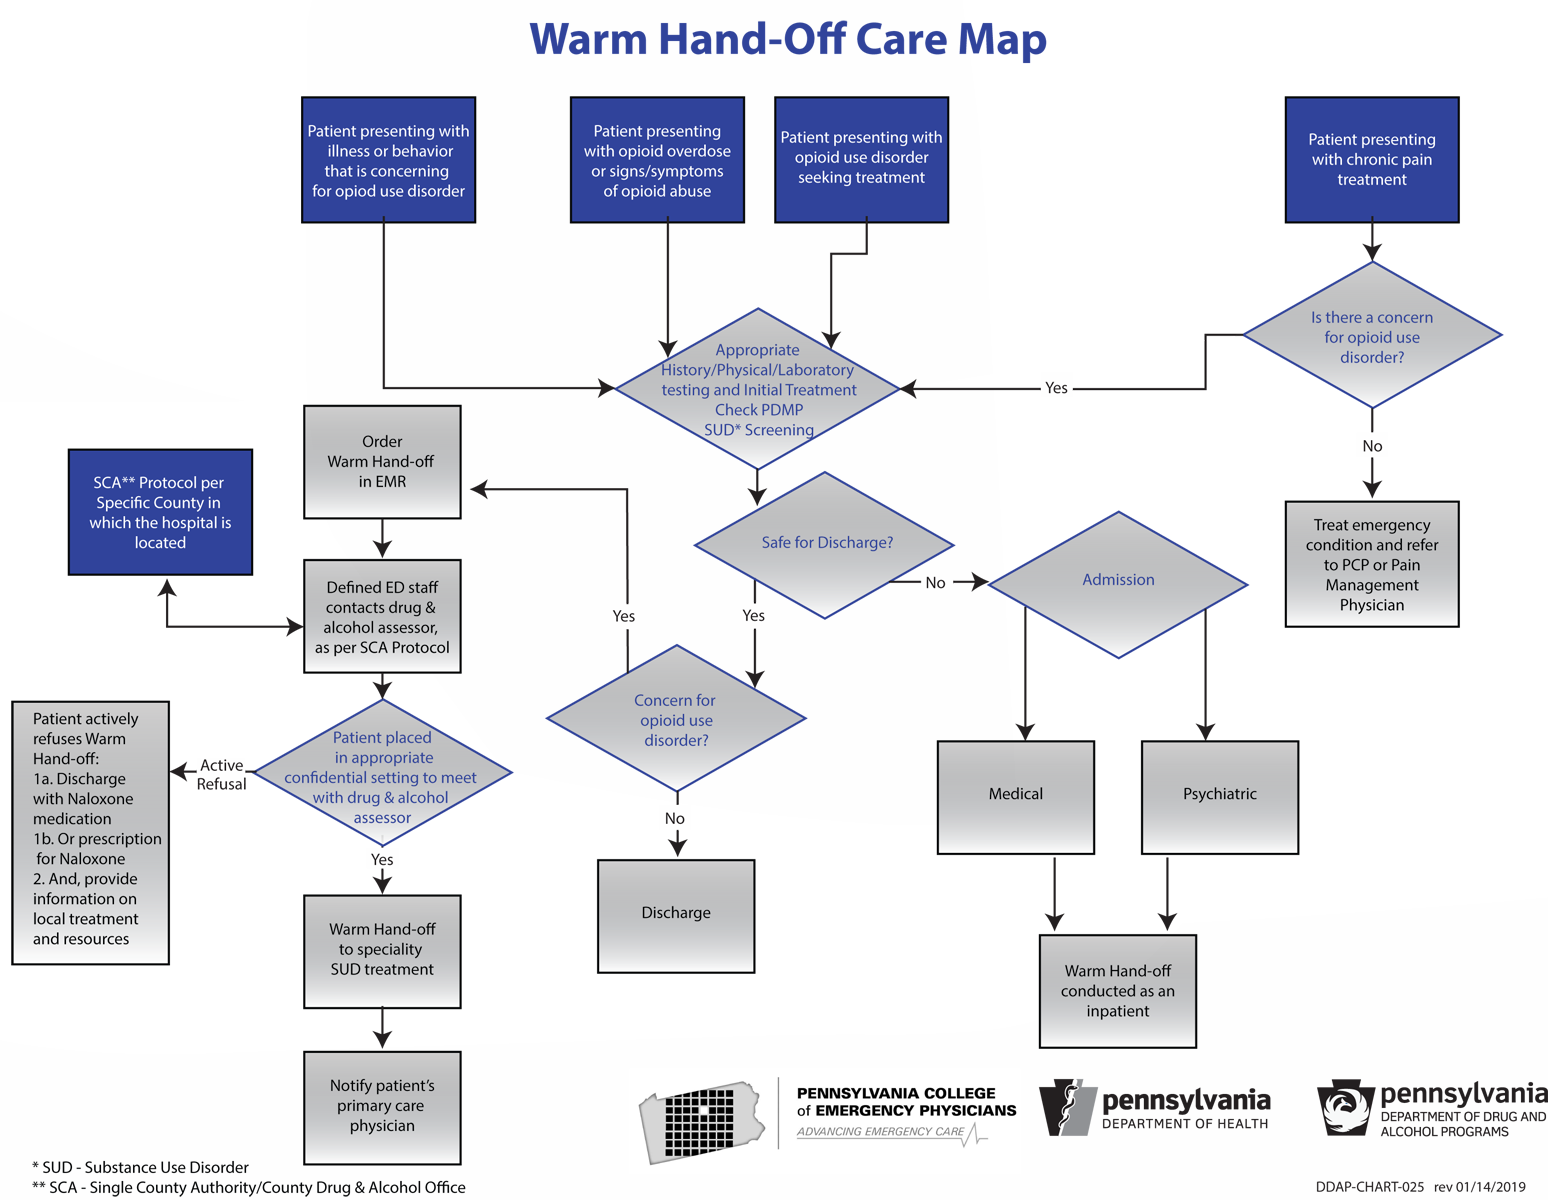 Warm Hand-Off Care Map
Patient presenting with
illness or behavior
that is concerning
for opiod use disorder
Patient presenting
with opioid overdose
or signs/symptoms
of opioid abuse
Patient presenting with
opioid use disorder
seeking treatment
Patient presenting
with chronic pain
treatment
Is there a concern
for opioid use
disorder?
Yes
No
Treat emergency
condition and refer
to PCP or Pain
Management
Physician
Appropriate
History/Physical/Laboratory
testing and Initial Treatment
Check PDMP
SUD* Screening
Safe for Discharge?
No
Yes
Admission
Medical
Psychiatric
Warm Hand-off
conducted as an
inpatient
Concern for
opioid use
disorder?
Yes
No
Discharge
Order
Warm Hand-off
in EMR
SCA** Protocol per
Specific County in
which the hospital is
located
Defined ED staff
contacts drug &
alcohol assessor,
as per SCA Protocol
Patient placed
in appropriate
confidential setting to meet
with drug & alcohol
assessor
Active
Refusal
Patient actively
refuses Warm
Hand-off:
1a. Discharge
with Naloxone
medication
1b. Or prescription
for Naloxone
2. And, provide
information on
local treatment
and resources
Yes
Warm Hand-off
to speciality
SUD treatment
Notify patient's
primary care
physician
PENNSYLVANIA COLLEGE
of EMERGENCY PHYSICIANS
ADVANCING EMERGENCY CARE
pennsylvania
DEPARTMENT OF HEALTH
pennsylvania
DEPARTMENT OF DRUG AND
ALCOHOL PROGRAMS
* SUD - Substance Use Disorder
** SCA - Single County Authority/County Drug & Alcohol Office
DDAP-CHART-025 rev 01/14/2019